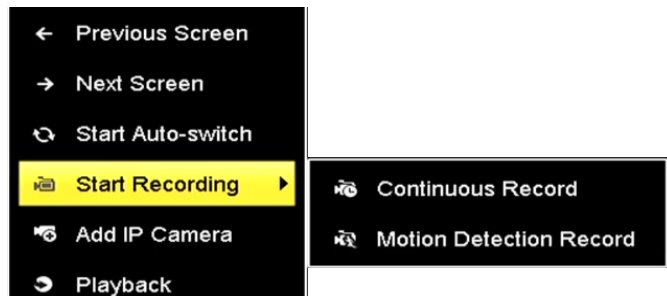 Previous Screen
Next Screen
Start Auto-switch
Start Recording
Continuous Record
Add IP Camera
Motion Detection Record
Playback